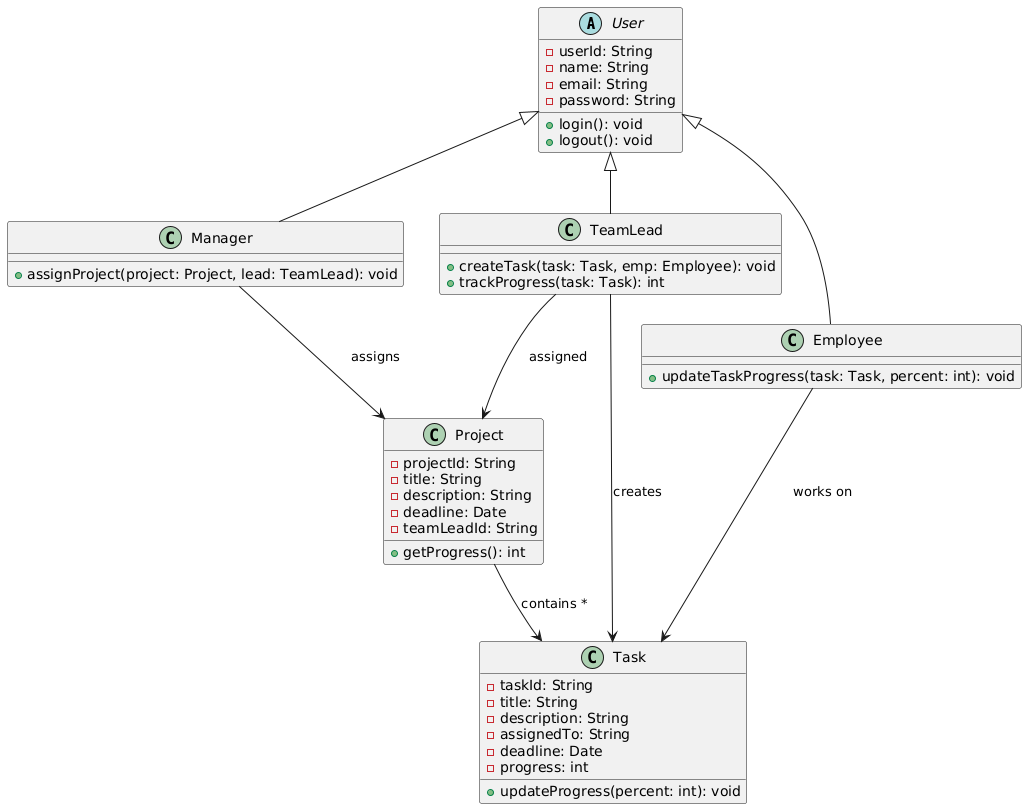 A User
userId: String
name: String
email: String
password: String
login(): void
logout(): void
C Manager
assignProject(project: Project, lead: TeamLead): void
C TeamLead
createTask(task: Task, emp: Employee): void
trackProgress(task: Task): int
C Employee
updateTaskProgress(task: Task, percent: int): void
assigns
assigned
C Project
projectId: String
title: String
description: String
deadline: Date
teamLeadId: String
getProgress(): int
creates
works on
contains *
C Task
taskId: String
title: String
description: String
assignedTo: String
deadline: Date
progress: int
updateProgress(percent: int): void